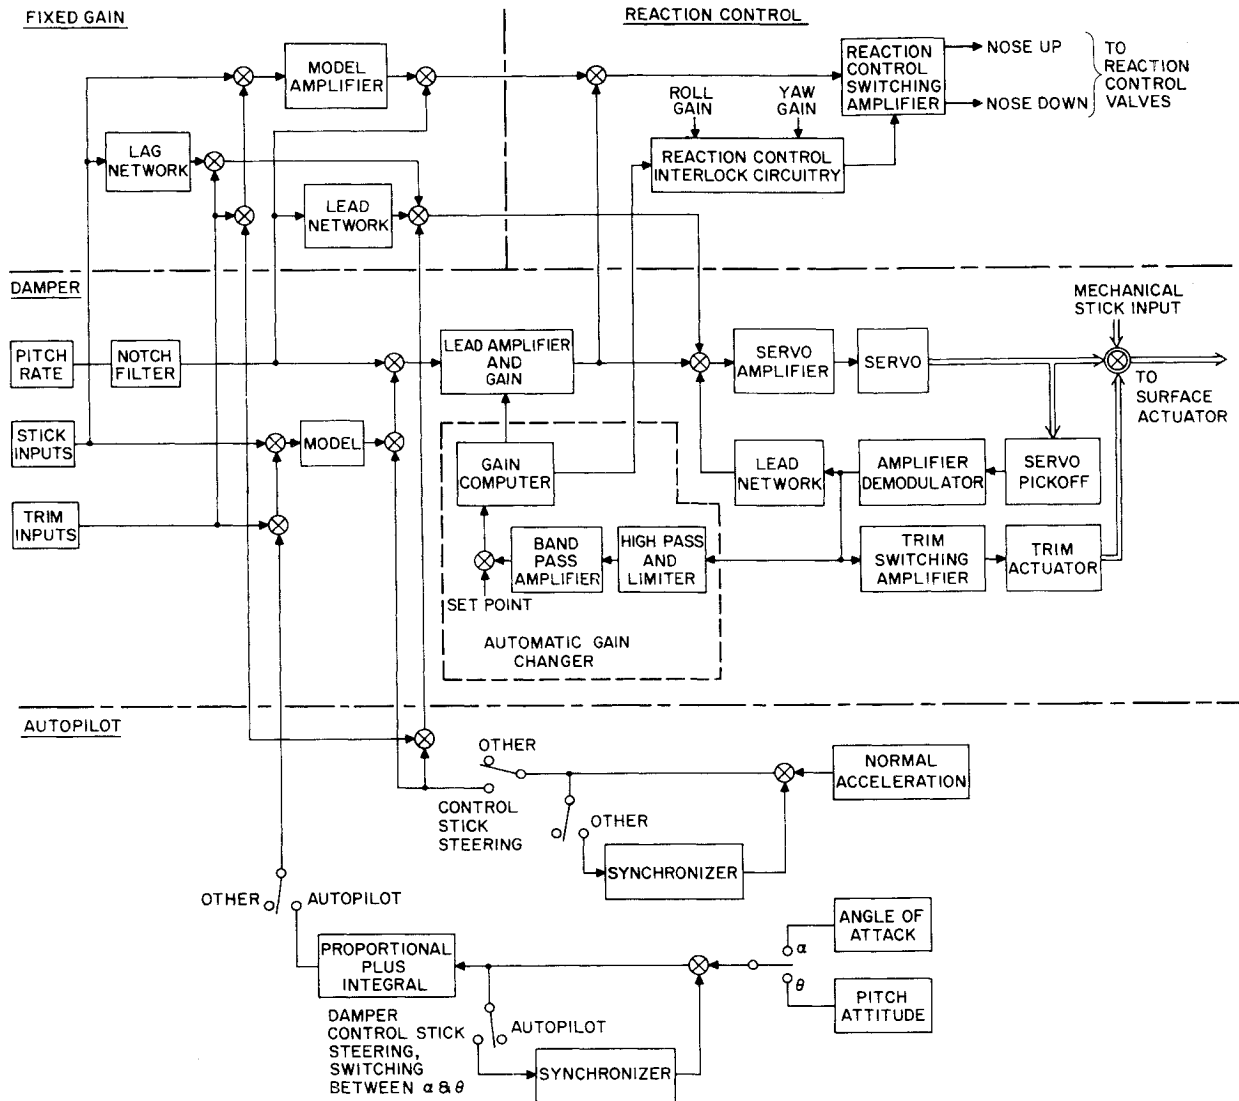 FIXED GAIN
REACTION CONTROL
MODEL
AMPLIFIER
REACTION
CONTROL
SWITCHING
AMPLIFIER
NOSE UP
NOSE DOWN
TO
REACTION
CONTROL
VALVES
ROLL
GAIN
YAW
GAIN
LAG
NETWORK
REACTION CONTROL
INTERLOCK CIRCUITRY
LEAD
NETWORK
DAMPER
MECHANICAL
STICK INPUT
PITCH
RATE
NOTCH
FILTER
LEAD AMPLIFIER
AND
GAIN
SERVO
AMPLIFIER
SERVO
TO
SURFACE
ACTUATOR
STICK
INPUTS
MODEL
GAIN
COMPUTER
LEAD
NETWORK
AMPLIFIER
DEMODULATOR
SERVO
PICKOFF
TRIM
INPUTS
BAND
PASS
AMPLIFIER
HIGH PASS
AND
LIMITER
TRIM
SWITCHING
AMPLIFIER
TRIM
ACTUATOR
SET POINT
AUTOMATIC GAIN
CHANGER
AUTOPILOT
OTHER
NORMAL
ACCELERATION
CONTROL
STICK
STEERING
OTHER
SYNCHRONIZER
OTHER
AUTOPILOT
ANGLE OF
ATTACK
α
θ
PROPORTIONAL
PLUS
INTEGRAL
PITCH
ATTITUDE
DAMPER
CONTROL STICK
STEERING,
SWITCHING
BETWEEN α & θ
AUTOPILOT
SYNCHRONIZER